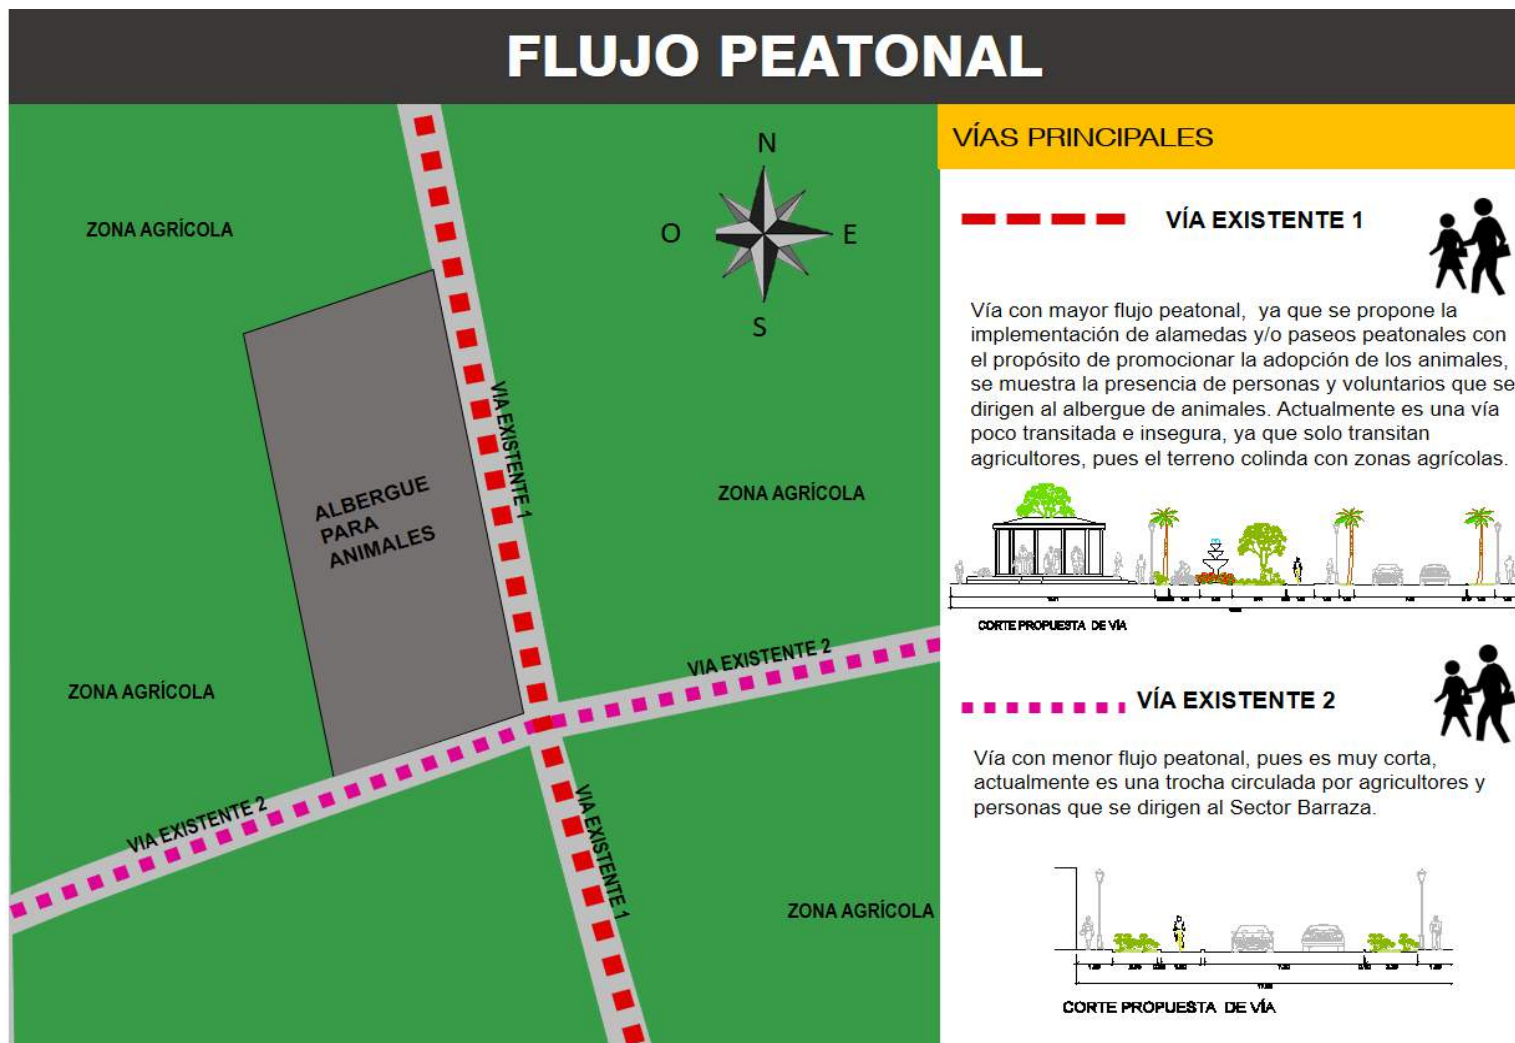 FLUJO PEATONAL
VÍAS PRINCIPALES
N
O
E
S
ZONA AGRÍCOLA
VIA EXISTENTE 1
ALBERGUE
PARA
ANIMALES
ZONA AGRÍCOLA
VIA EXISTENTE 2
ZONA AGRÍCOLA
VIA EXISTENTE 2
VIA EXISTENTE 1
ZONA AGRÍCOLA
VÍA EXISTENTE 1
Vía con mayor flujo peatonal, ya que se propone la
implementación de alamedas y/o paseos peatonales con
el propósito de promocionar la adopción de los animales,
se muestra la presencia de personas y voluntarios que se
dirigen al albergue de animales. Actualmente es una vía
poco transitada e insegura, ya que solo transitan
agricultores, pues el terreno colinda con zonas agrícolas.
CORTE PROPUESTA DE VÍA
VÍA EXISTENTE 2
Vía con menor flujo peatonal, pues es muy corta,
actualmente es una trocha circulada por agricultores y
personas que se dirigen al Sector Barraza.
CORTE PROPUESTA DE VÍA